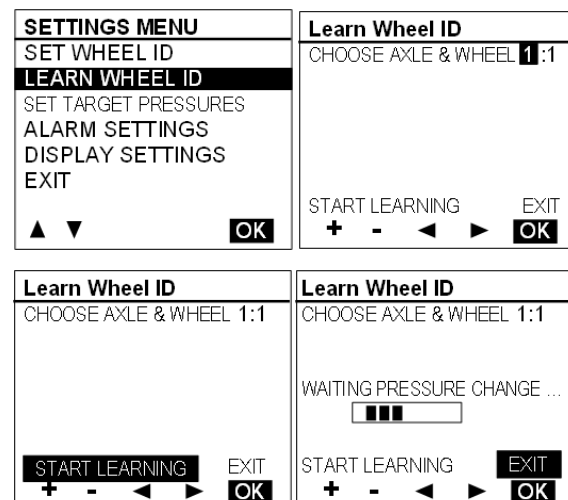 SETTINGS MENU
SET WHEEL ID
LEARN WHEEL ID
SET TARGET PRESSURES
ALARM SETTINGS
DISPLAY SETTINGS
EXIT
▲ ▼ OK
Learn Wheel ID
CHOOSE AXLE & WHEEL 1:1
START LEARNING EXIT
+ - ◄ ► OK
Learn Wheel ID
CHOOSE AXLE & WHEEL 1:1
START LEARNING EXIT
+ - ◄ ► OK
Learn Wheel ID
CHOOSE AXLE & WHEEL 1:1
WAITING PRESSURE CHANGE ...
START LEARNING EXIT
+ - ◄ ► OK